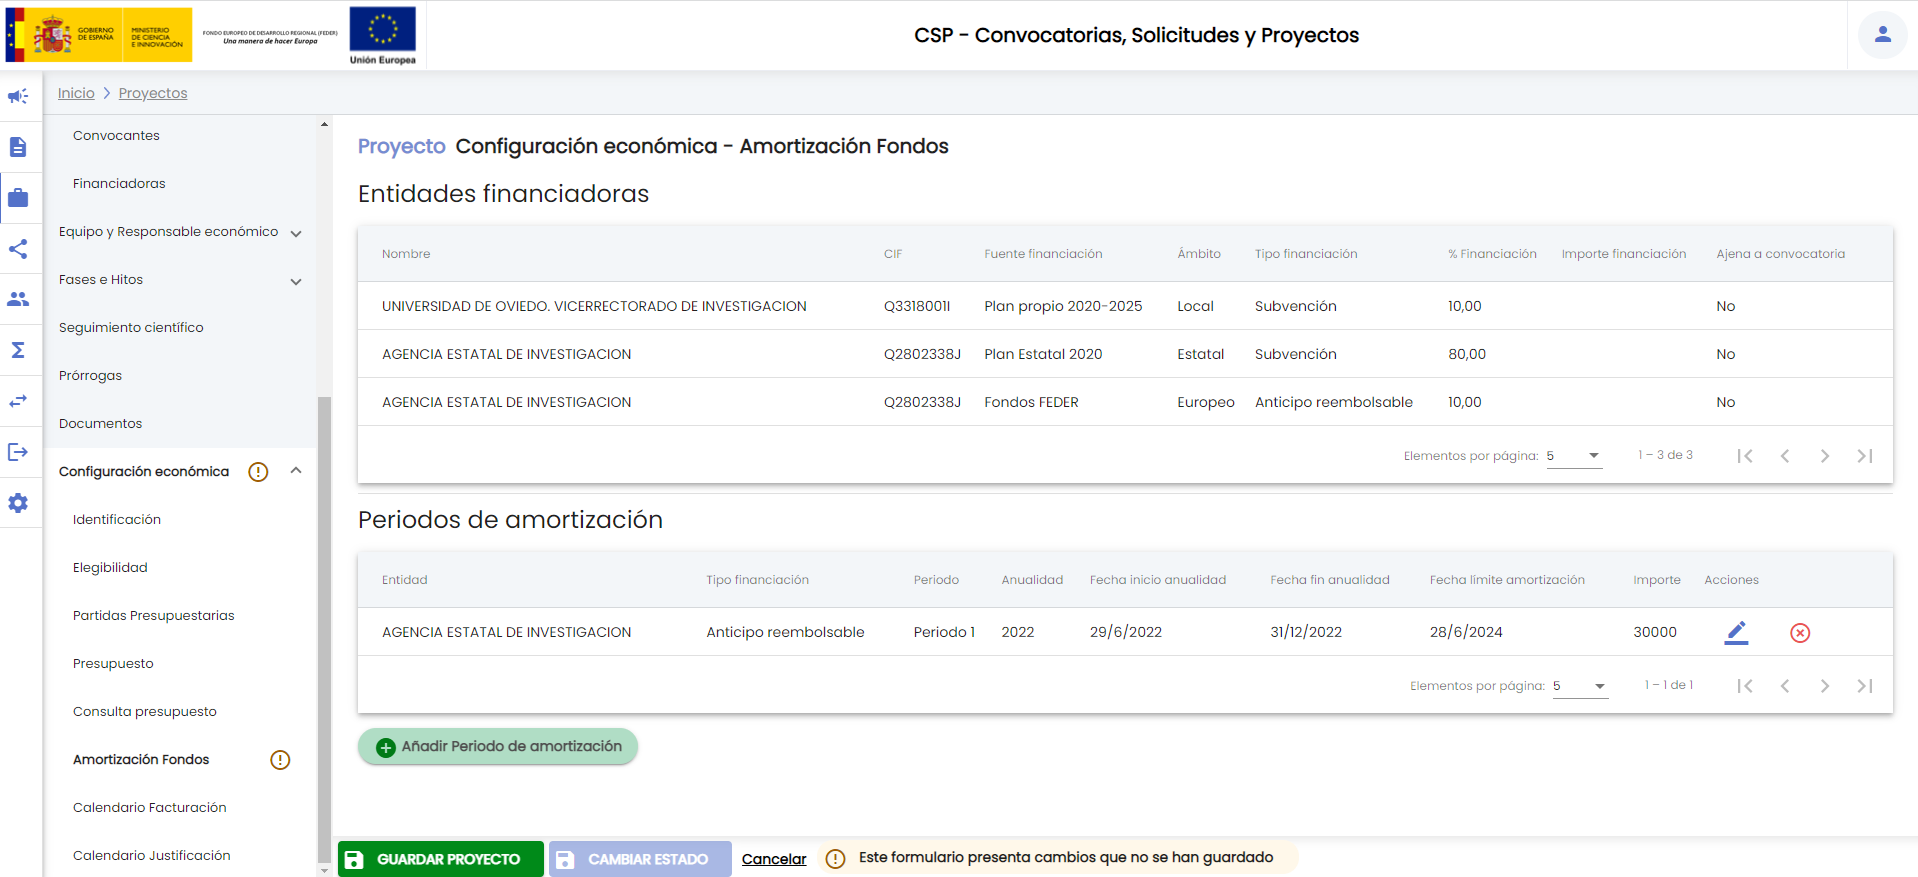 GOBIERNO
DE ESPAÑA
MINISTERIO
DE CIENCIA
E INNOVACIÓN
FONDO EUROPEO DE DESARROLLO REGIONAL (FEDER)
Una manera de hacer Europa
Unión Europea
CSP - Convocatorias, Solicitudes y Proyectos
Inicio > Proyectos
Convocantes
Financiadoras
Equipo y Responsable económico
Fases e Hitos
Seguimiento científico
Prórrogas
Documentos
Configuración económica
Identificación
Elegibilidad
Partidas Presupuestarias
Presupuesto
Consulta presupuesto
Amortización Fondos
Calendario Facturación
Calendario Justificación
Proyecto Configuración económica - Amortización Fondos
Entidades financiadoras
Nombre CIF Fuente financiación Ámbito Tipo financiación % Financiación Importe financiación Ajena a convocatoria
UNIVERSIDAD DE OVIEDO. VICERRECTORADO DE INVESTIGACION Q3318001I Plan propio 2020-2025 Local Subvención 10,00 No
AGENCIA ESTATAL DE INVESTIGACION Q2802338J Plan Estatal 2020 Estatal Subvención 80,00 No
AGENCIA ESTATAL DE INVESTIGACION Q2802338J Fondos FEDER Europeo Anticipo reembolsable 10,00 No
Elementos por página: 5 1 – 3 de 3
Periodos de amortización
Entidad Tipo financiación Periodo Anualidad Fecha inicio anualidad Fecha fin anualidad Fecha límite amortización Importe Acciones
AGENCIA ESTATAL DE INVESTIGACION Anticipo reembolsable Periodo 1 2022 29/6/2022 31/12/2022 28/6/2024 30000
Elementos por página: 5 1 – 1 de 1
Añadir Periodo de amortización
GUARDAR PROYECTO CAMBIAR ESTADO Cancelar Este formulario presenta cambios que no se han guardado